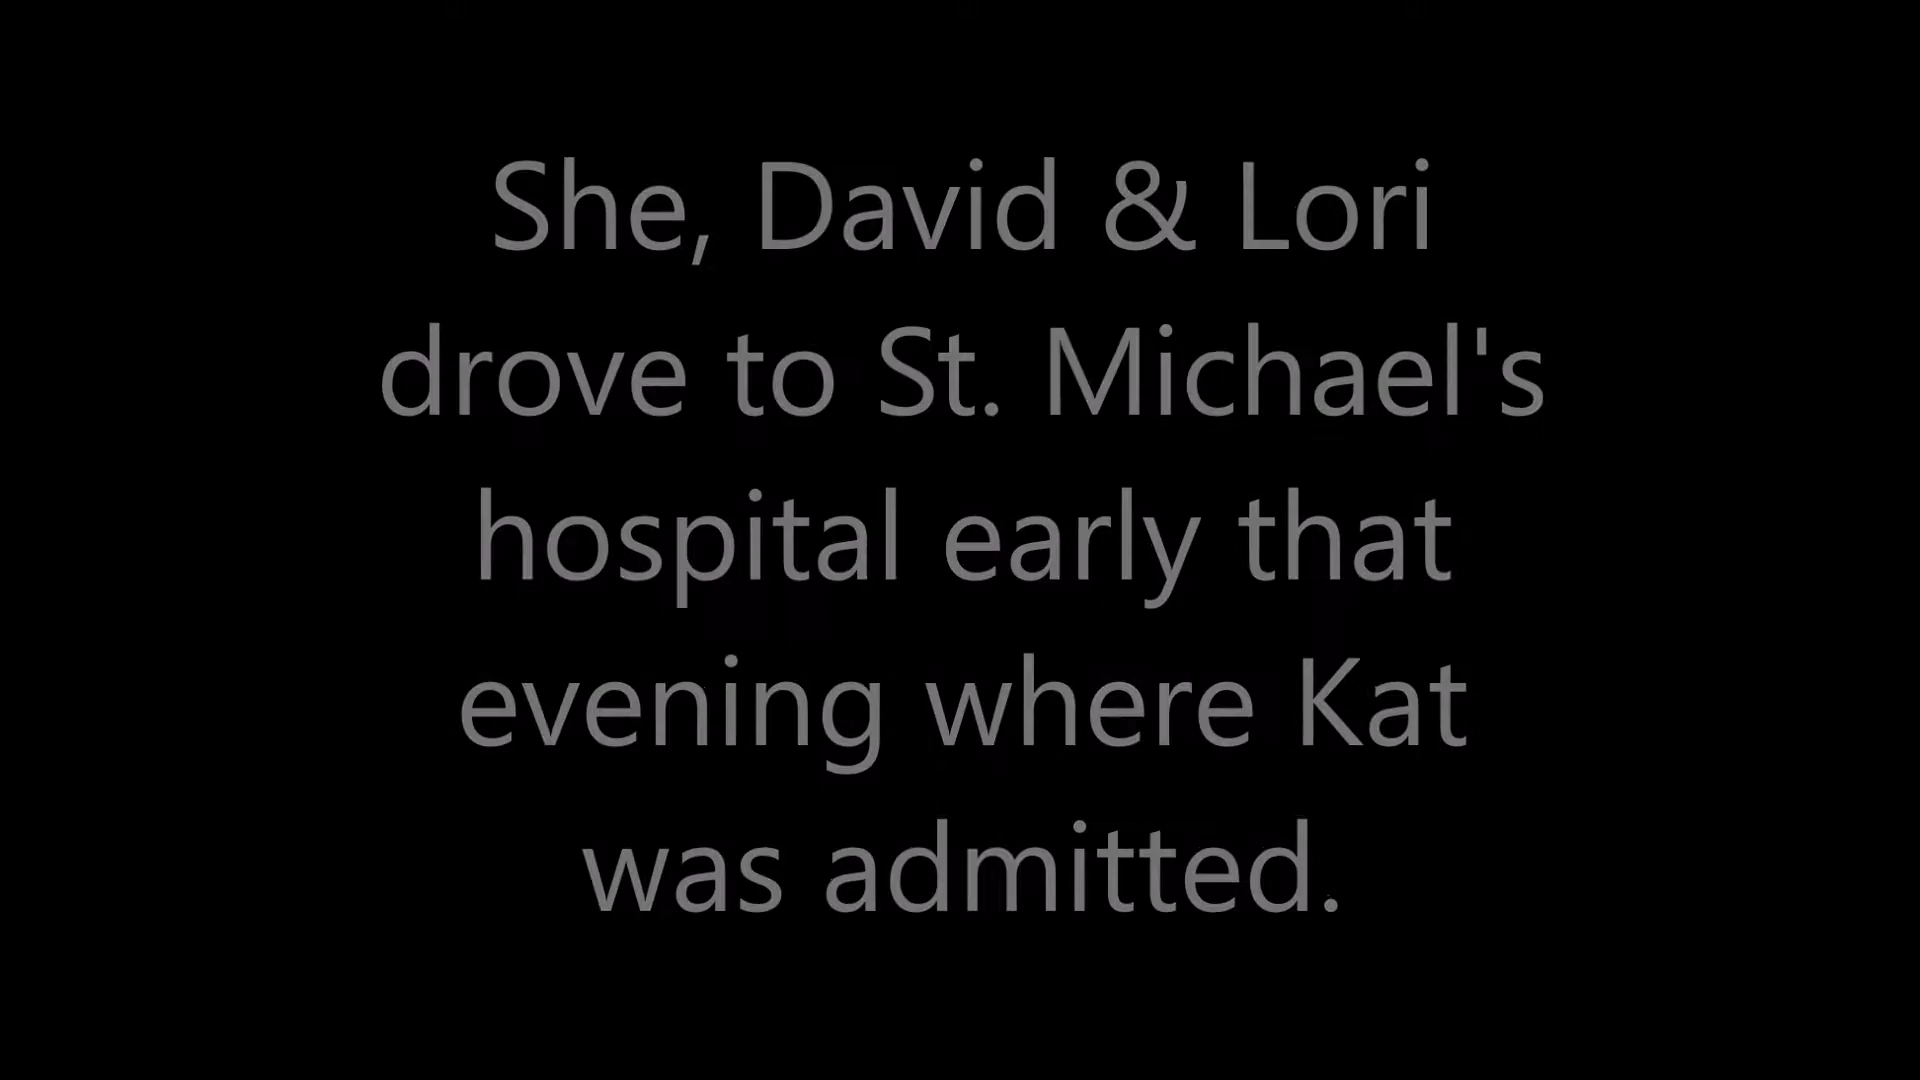 She, David & Lori
drove to St. Michael's
hospital early that
evening where Kat
was admitted.